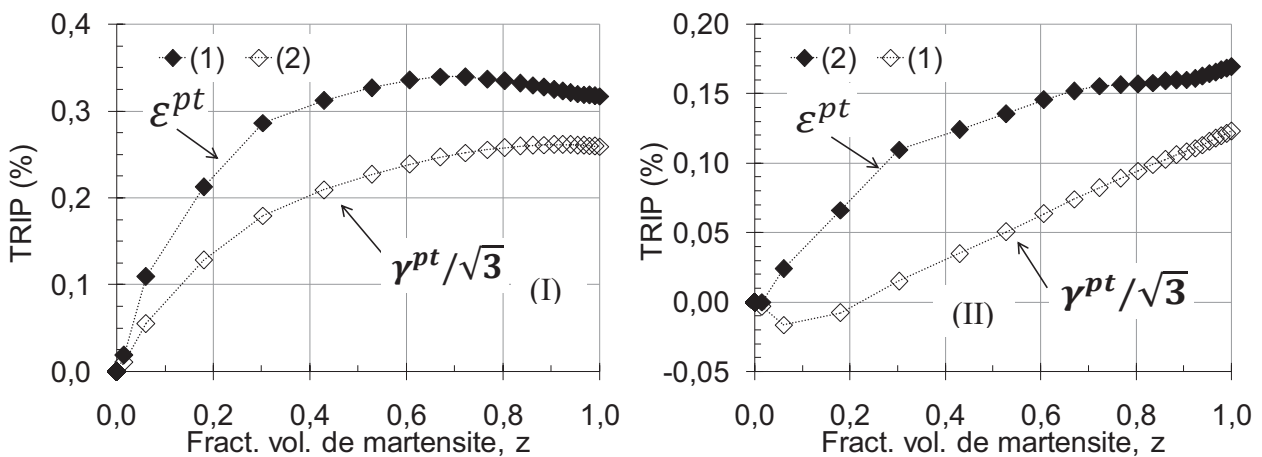 0,4
0,3
0,2
0,1
0,0
TRIP (%)
(1) (2)
ε^pt
γ^pt/√3
(I)
0,0 0,2 0,4 0,6 0,8 1,0
Fract. vol. de martensite, z
0,20
0,15
0,10
0,05
0,00
-0,05
TRIP (%)
(2) (1)
ε^pt
γ^pt/√3
(II)
0,0 0,2 0,4 0,6 0,8 1,0
Fract. vol. de martensite, z